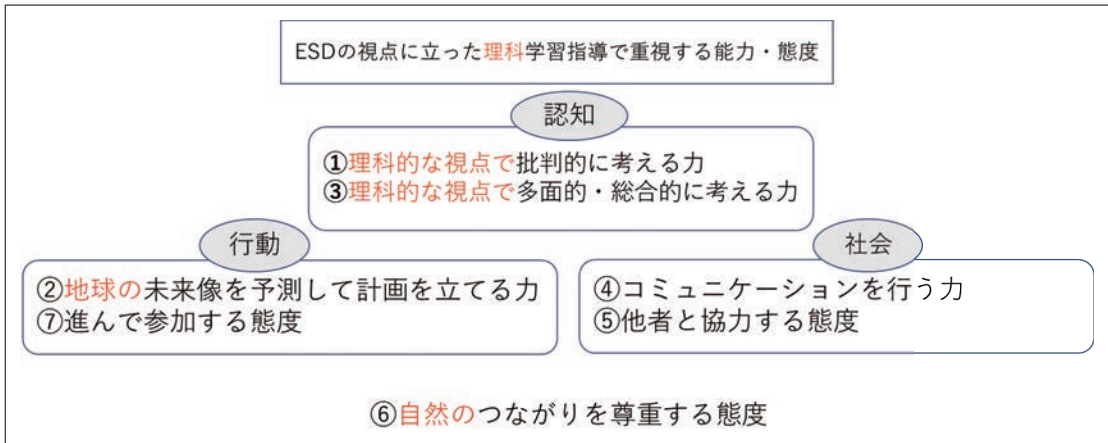 ESDの視点に立った理科学習指導で重視する能力・態度
認知
①理科的な視点で批判的に考える力
③理科的な視点で多面的・総合的に考える力
行動
②地球の未来像を予測して計画を立てる力
⑦進んで参加する態度
社会
④コミュニケーションを行う力
⑤他者と協力する態度
⑥自然のつながりを尊重する態度